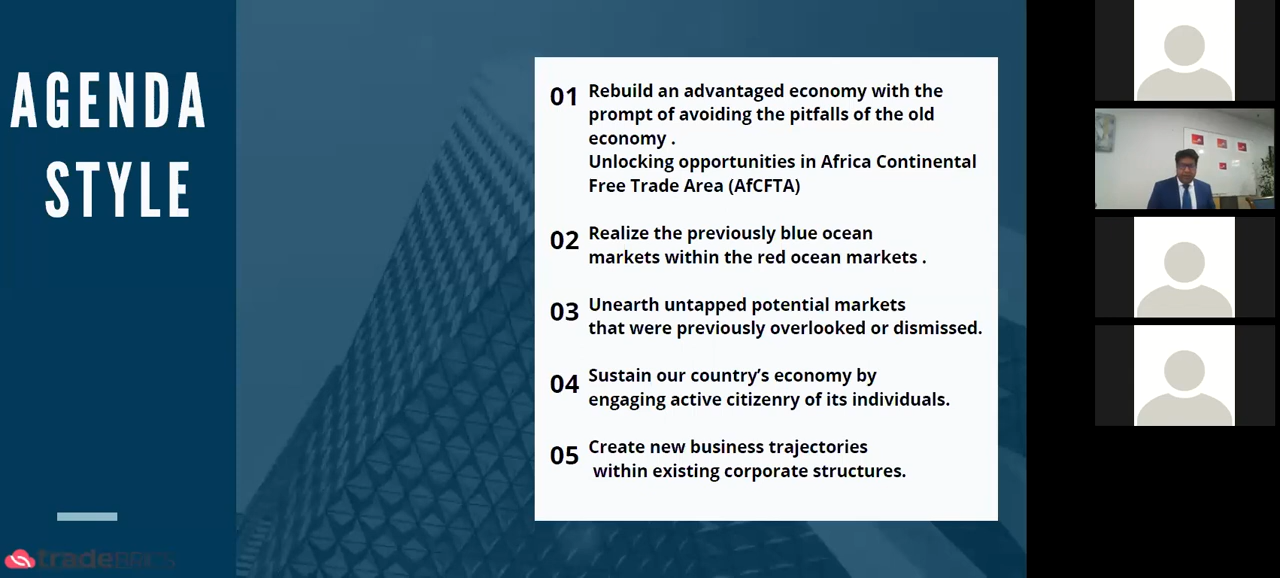 AGENDA
STYLE
01 Rebuild an advantaged economy with the
prompt of avoiding the pitfalls of the old
economy .
Unlocking opportunities in Africa Continental
Free Trade Area (AfCFTA)
02 Realize the previously blue ocean
markets within the red ocean markets .
03 Unearth untapped potential markets
that were previously overlooked or dismissed.
04 Sustain our country’s economy by
engaging active citizenry of its individuals.
05 Create new business trajectories
within existing corporate structures.
tradeBRICS